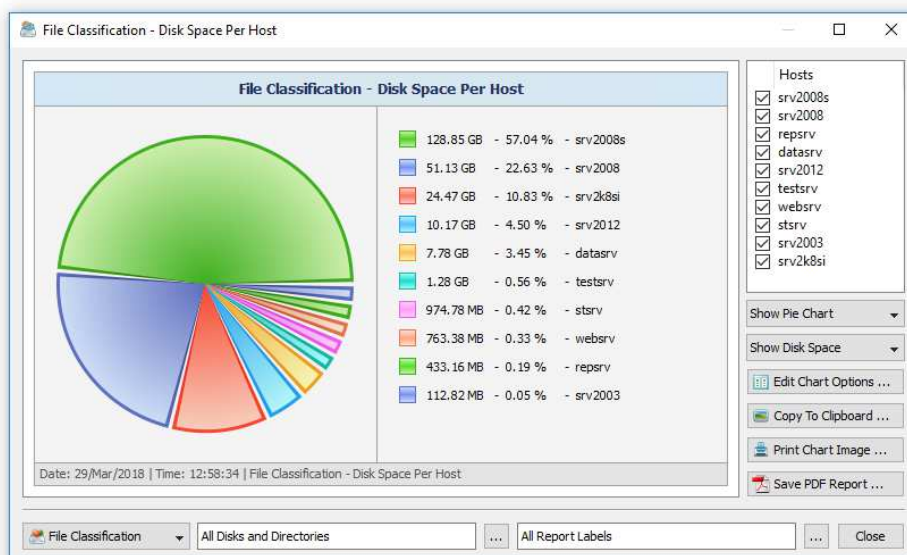 File Classification - Disk Space Per Host
File Classification - Disk Space Per Host
128.85 GB - 57.04 % - srv2008s
51.13 GB - 22.63 % - srv2008
24.47 GB - 10.83 % - srv2k8si
10.17 GB - 4.50 % - srv2012
7.78 GB - 3.45 % - datasrv
1.28 GB - 0.56 % - testsrv
974.78 MB - 0.42 % - stsrv
763.38 MB - 0.33 % - websrv
433.16 MB - 0.19 % - repsrv
112.82 MB - 0.05 % - srv2003
Date: 29/Mar/2018 | Time: 12:58:34 | File Classification - Disk Space Per Host
Hosts
srv2008s
srv2008
repsrv
datasrv
srv2012
testsrv
websrv
stsrv
srv2003
srv2k8si
Show Pie Chart
Show Disk Space
Edit Chart Options ...
Copy To Clipboard ...
Print Chart Image ...
Save PDF Report ...
File Classification
All Disks and Directories
...
All Report Labels
...
Close